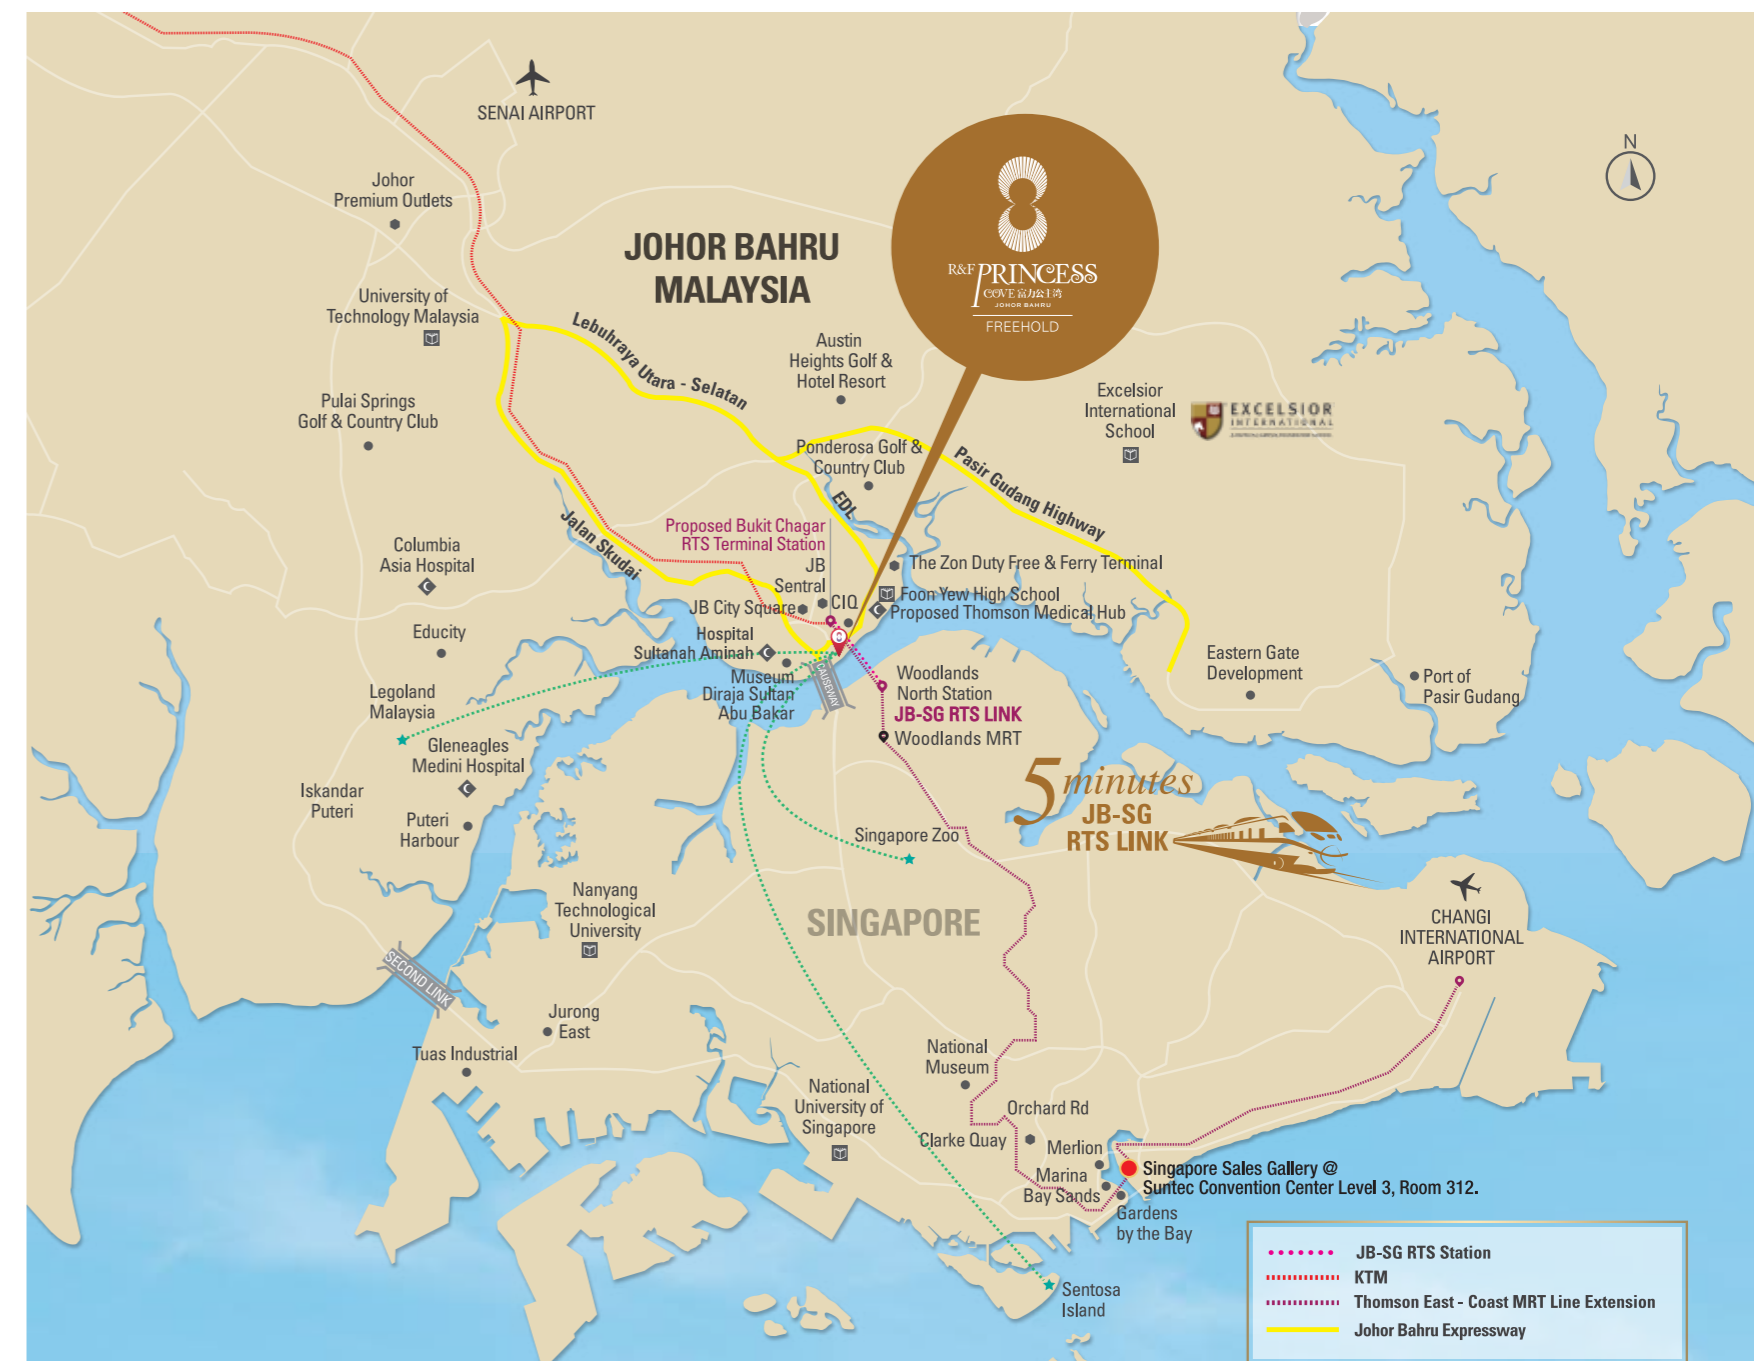 SENAI AIRPORT
N
Johor
Premium Outlets
JOHOR BAHRU
MALAYSIA
R&F PRINCESS
COVE 富力公主湾
JOHOR BAHRU
FREEHOLD
University of
Technology Malaysia
Lebuhraya Utara - Selatan
Austin
Heights Golf &
Hotel Resort
Excelsior
International
School
EXCELSIOR
INTERNATIONAL
Pulai Springs
Golf & Country Club
Ponderosa Golf &
Country Club
Pasir Gudang Highway
EDL
Jalan Skudai
Proposed Bukit Chagar
RTS Terminal Station
Columbia
Asia Hospital
JB
Sentral
The Zon Duty Free & Ferry Terminal
Foon Yew High School
JB City Square
CIQ
Proposed Thomson Medical Hub
Educity
Hospital
Sultanah Aminah
Museum
Diraja Sultan
Abu Bakar
CAUSEWAY
Woodlands
North Station
JB-SG RTS LINK
Woodlands MRT
Eastern Gate
Development
Port of
Pasir Gudang
Legoland
Malaysia
Gleneagles
Medini Hospital
Iskandar
Puteri
Puteri
Harbour
5 minutes
JB-SG
RTS LINK
Singapore Zoo
SINGAPORE
Nanyang
Technological
University
CHANGI
INTERNATIONAL
AIRPORT
SECOND LINK
Jurong
East
Tuas Industrial
National
Museum
National
University of
Singapore
Orchard Rd
Clarke Quay
Merlion
Marina
Bay Sands
Singapore Sales Gallery @
Suntec Convention Center Level 3, Room 312.
Gardens
by the Bay
Sentosa
Island
JB-SG RTS Station
KTM
Thomson East - Coast MRT Line Extension
Johor Bahru Expressway